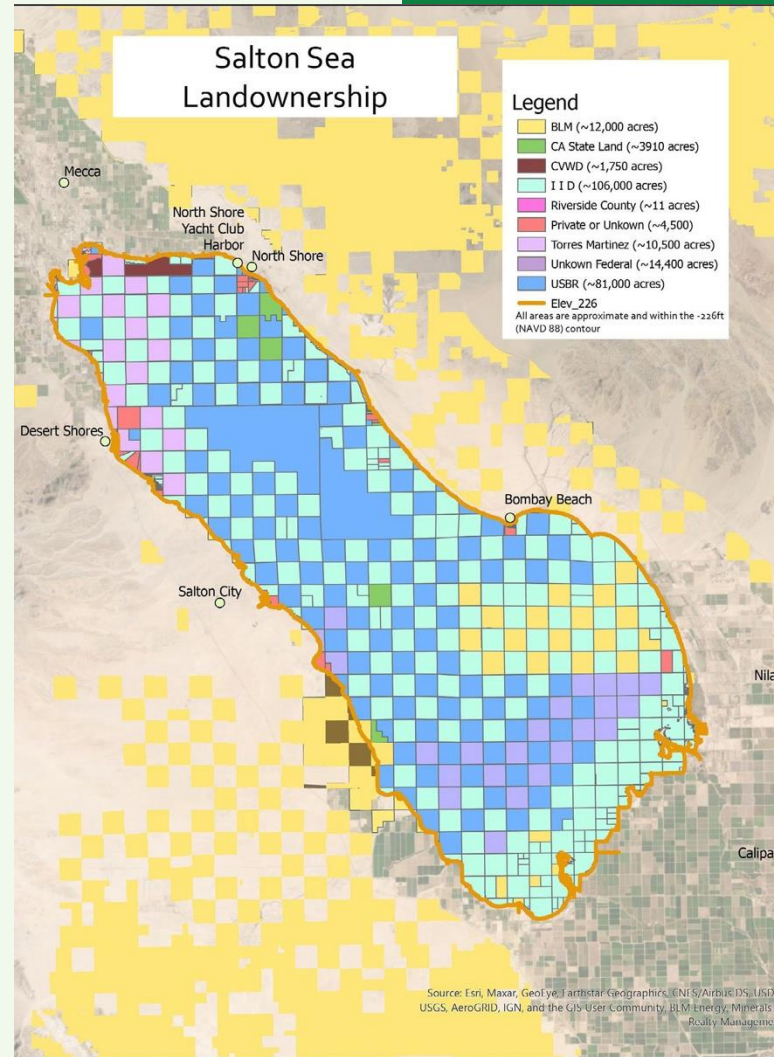 Salton Sea
Landownership
Legend
BLM (~12,000 acres)
CA State Land (~3910 acres)
CVWD (~1,750 acres)
I I D (~106,000 acres)
Riverside County (~11 acres)
Private or Unkown (~4,500)
Torres Martinez (~10,500 acres)
Unkown Federal (~14,400 acres)
USBR (~81,000 acres)
Elev_226
All areas are approximate and within the -226ft
(NAVD 88) contour
Mecca
North Shore
Yacht Club
Harbor
North Shore
Desert Shores
Bombay Beach
Salton City
Nila
Calipa
Source: Esri, Maxar, GeoEye, Earthstar Geographics, CNES/Airbus DS, USD
USGS, AeroGRID, IGN, and the GIS User Community, BLM Energy, Minerals
Realty Manageme